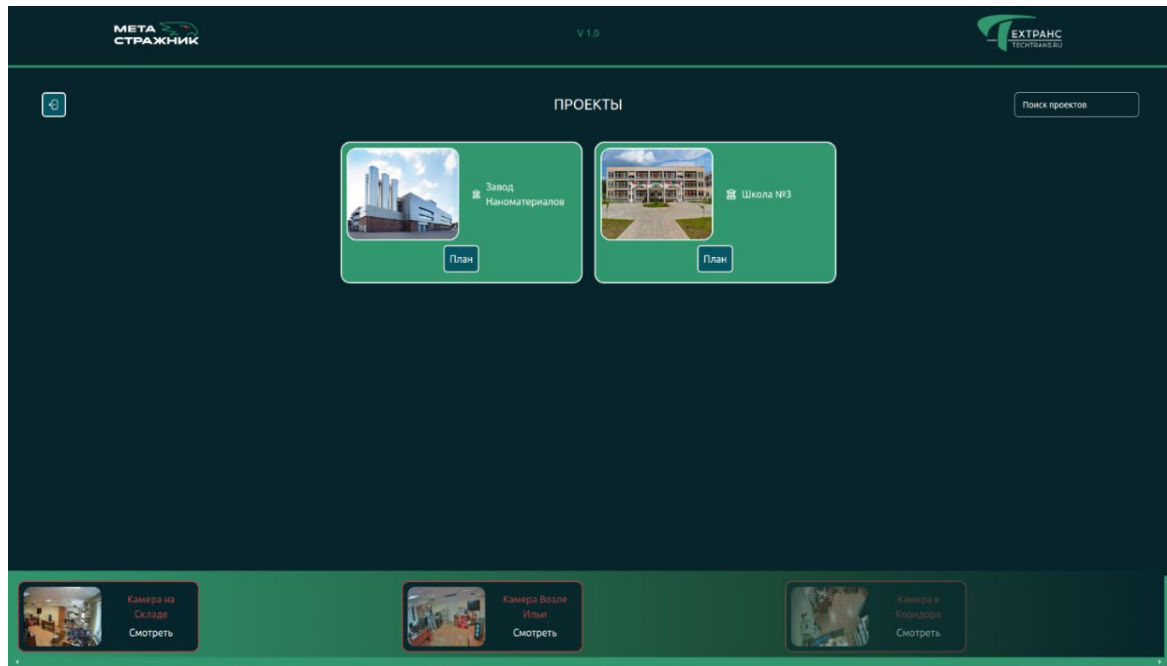 МЕТА
СТРАЖНИК
V 1.0
ЕХТРАНС
TECHTRANS.RU
ПРОЕКТЫ
Поиск проектов
Завод
Наноматериалов
План
Школа №3
План
Камера на
Складе
Смотреть
Камера Возле
Ильи
Смотреть
Камера в
Коридоре
Смотреть